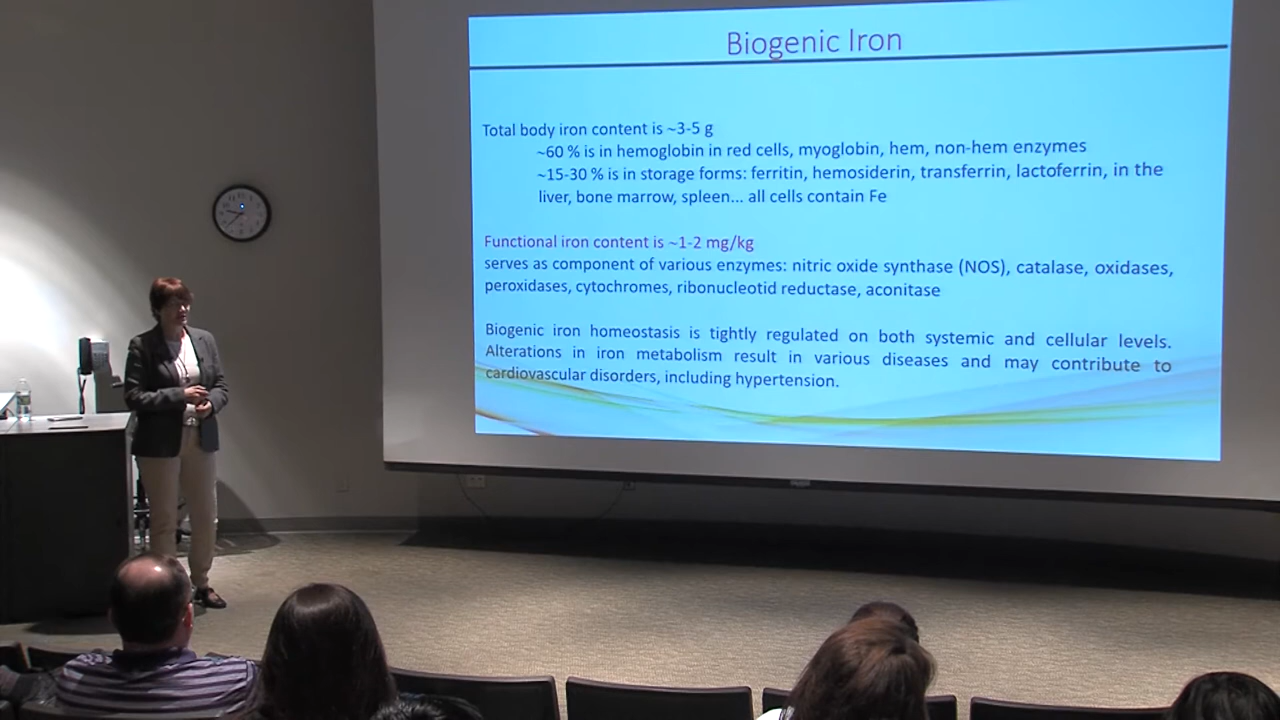 Biogenic Iron
Total body iron content is ~3-5 g
~60 % is in hemoglobin in red cells, myoglobin, hem, non-hem enzymes
~15-30 % is in storage forms: ferritin, hemosiderin, transferrin, lactoferrin, in the
liver, bone marrow, spleen... all cells contain Fe
Functional iron content is ~1-2 mg/kg
serves as component of various enzymes: nitric oxide synthase (NOS), catalase, oxidases,
peroxidases, cytochromes, ribonucleotid reductase, aconitase
Biogenic iron homeostasis is tightly regulated on both systemic and cellular levels.
Alterations in iron metabolism result in various diseases and may contribute to
cardiovascular disorders, including hypertension.